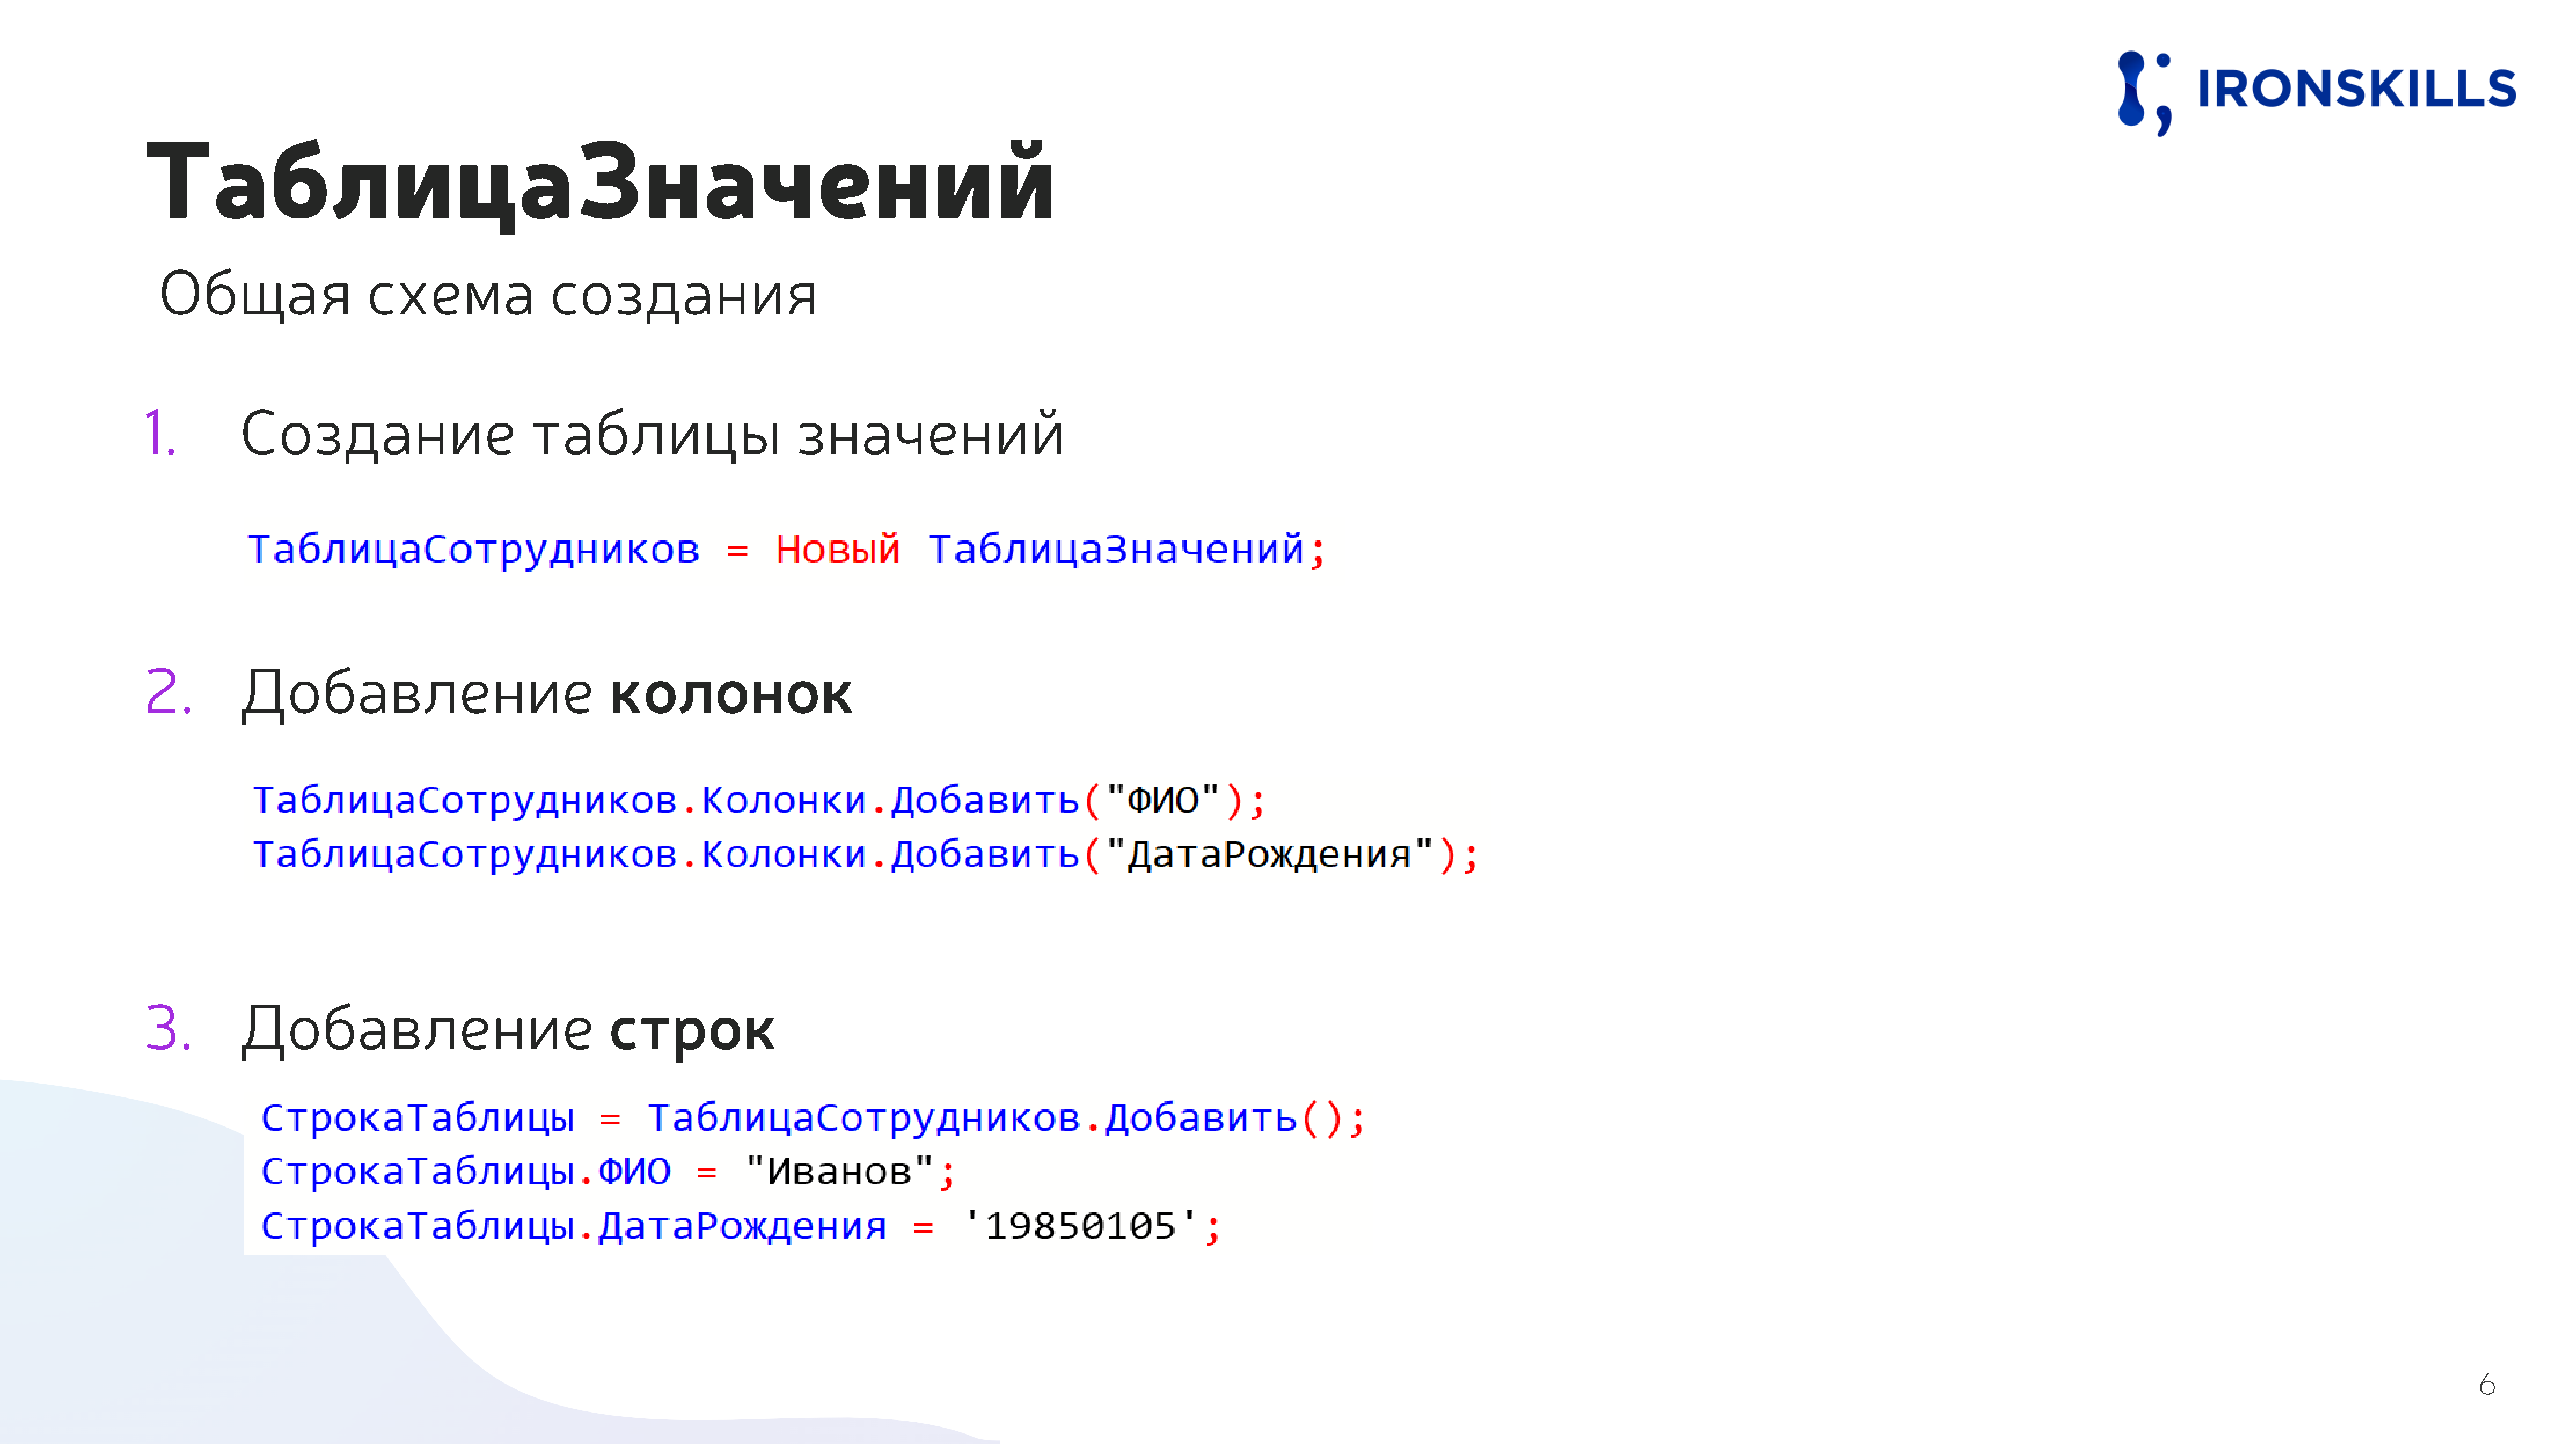 IRONSKILLS
ТаблицаЗначений
Общая схема создания
1. Создание таблицы значений
ТаблицаСотрудников = Новый ТаблицаЗначений;
2. Добавление колонок
ТаблицаСотрудников.Колонки.Добавить("ФИО");
ТаблицаСотрудников.Колонки.Добавить("ДатаРождения");
3. Добавление строк
СтрокаТаблицы = ТаблицаСотрудников.Добавить();
СтрокаТаблицы.ФИО = "Иванов";
СтрокаТаблицы.ДатаРождения = '19850105';
6